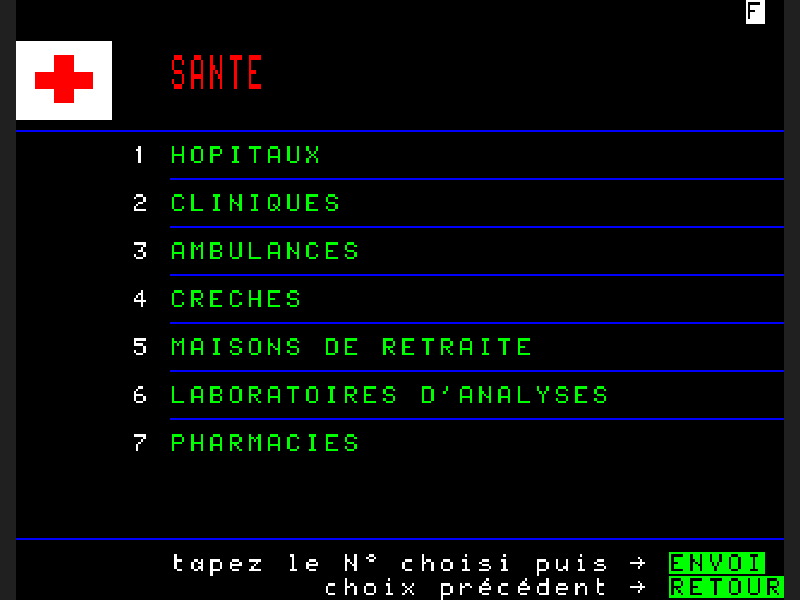 F
SANTE
1 HOPITAUX
2 CLINIQUES
3 AMBULANCES
4 CRECHES
5 MAISONS DE RETRAITE
6 LABORATOIRES D'ANALYSES
7 PHARMACIES
tapez le N° choisi puis → ENVOI
choix précédent → RETOUR